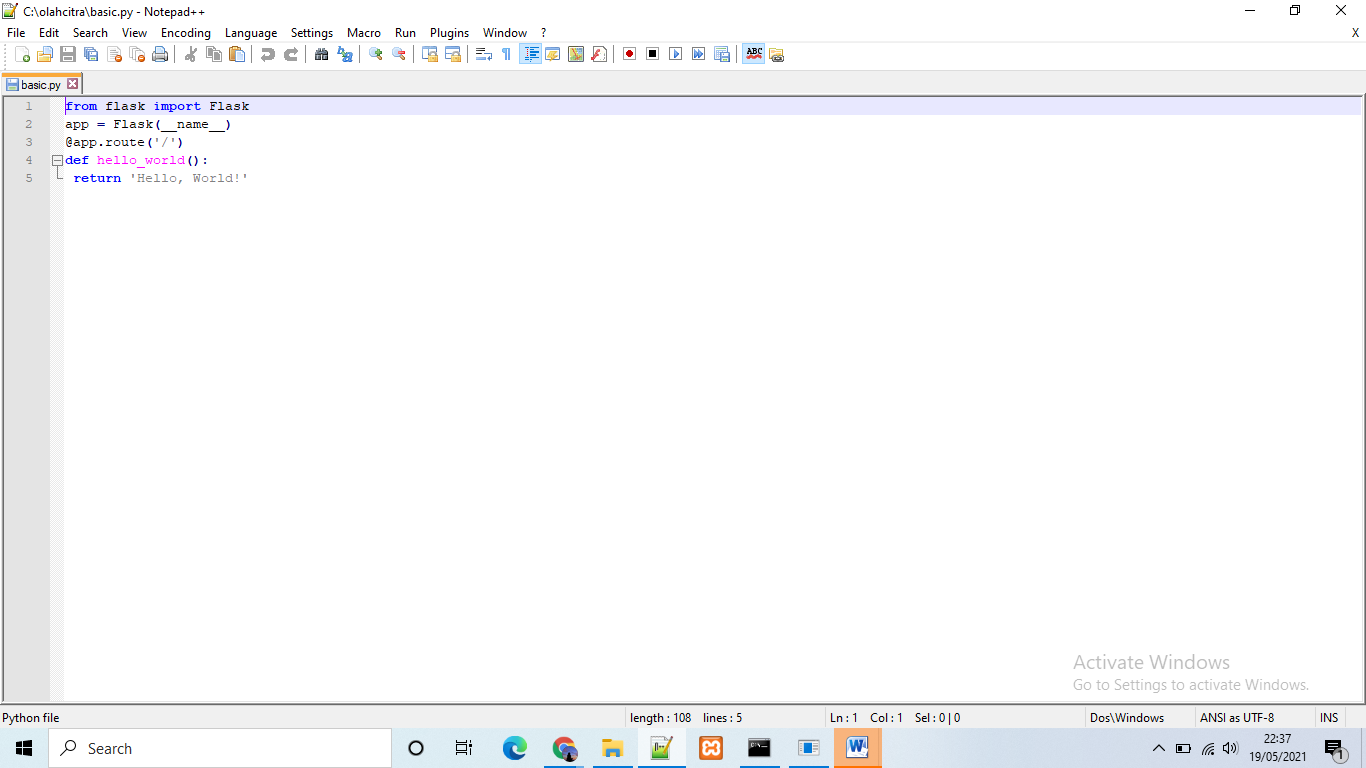 C:\olahcitra\basic.py - Notepad++
File Edit Search View Encoding Language Settings Macro Run Plugins Window ? X
ABC
basic.py
1 from flask import Flask
2 app = Flask(__name__)
3 @app.route('/')
4 def hello_world():
5 return 'Hello, World!'
Activate Windows
Go to Settings to activate Windows.
Python file length : 108 lines : 5 Ln : 1 Col : 1 Sel : 0 | 0 Dos\Windows ANSI as UTF-8 INS
Search
22:37
19/05/2021
1